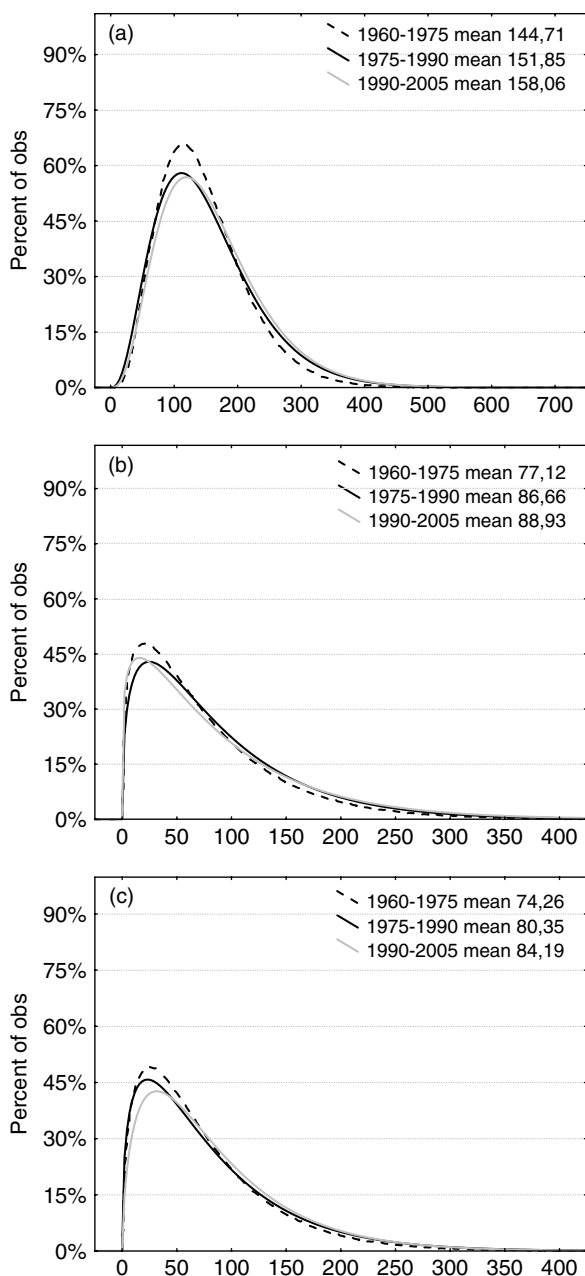 (a)
1960-1975 mean 144,71
1975-1990 mean 151,85
1990-2005 mean 158,06
Percent of obs
90%
75%
60%
45%
30%
15%
0%
0 100 200 300 400 500 600 700
(b)
1960-1975 mean 77,12
1975-1990 mean 86,66
1990-2005 mean 88,93
Percent of obs
90%
75%
60%
45%
30%
15%
0%
0 50 100 150 200 250 300 350 400
(c)
1960-1975 mean 74,26
1975-1990 mean 80,35
1990-2005 mean 84,19
Percent of obs
90%
75%
60%
45%
30%
15%
0%
0 50 100 150 200 250 300 350 400